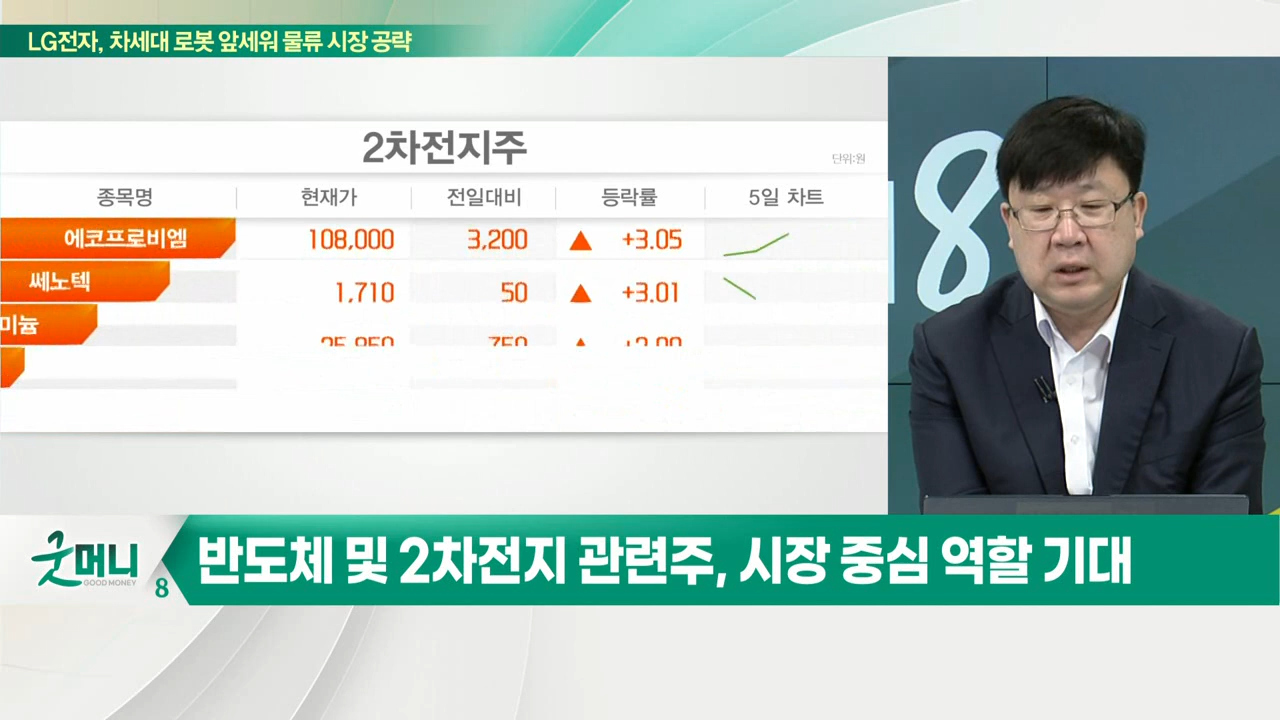 LG전자, 차세대 로봇 앞세워 물류 시장 공략
2차전지주
단위:원
종목명 현재가 전일대비 등락률 5일 차트
에코프로비엠 108,000 3,200 ▲ +3.05
쎄노텍 1,710 50 ▲ +3.01
미늄
8
굿머니
GOOD MONEY
8
반도체 및 2차전지 관련주, 시장 중심 역할 기대